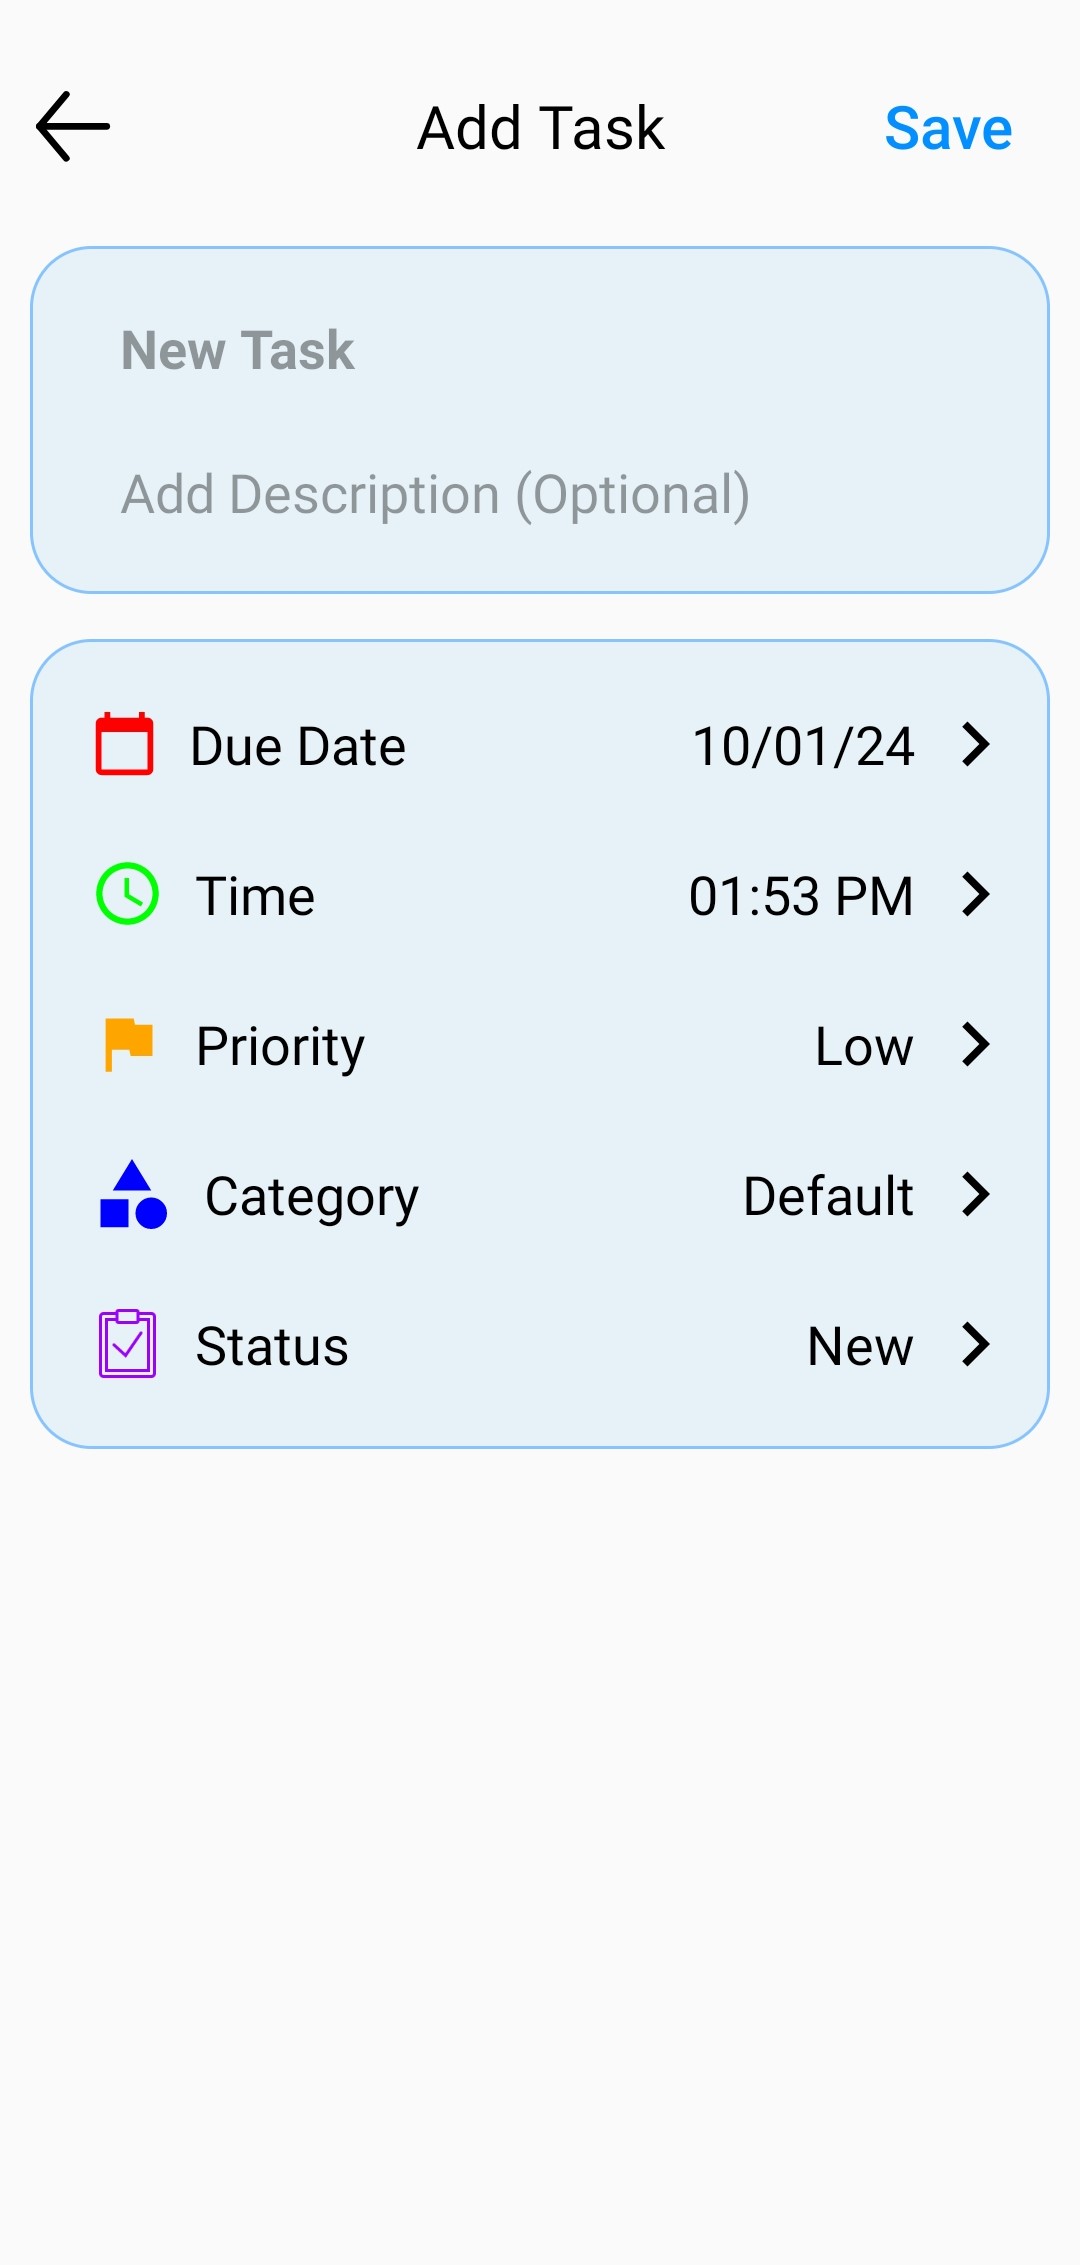 Add Task
Save
New Task
Add Description (Optional)
Due Date 10/01/24
Time 01:53 PM
Priority Low
Category Default
Status New